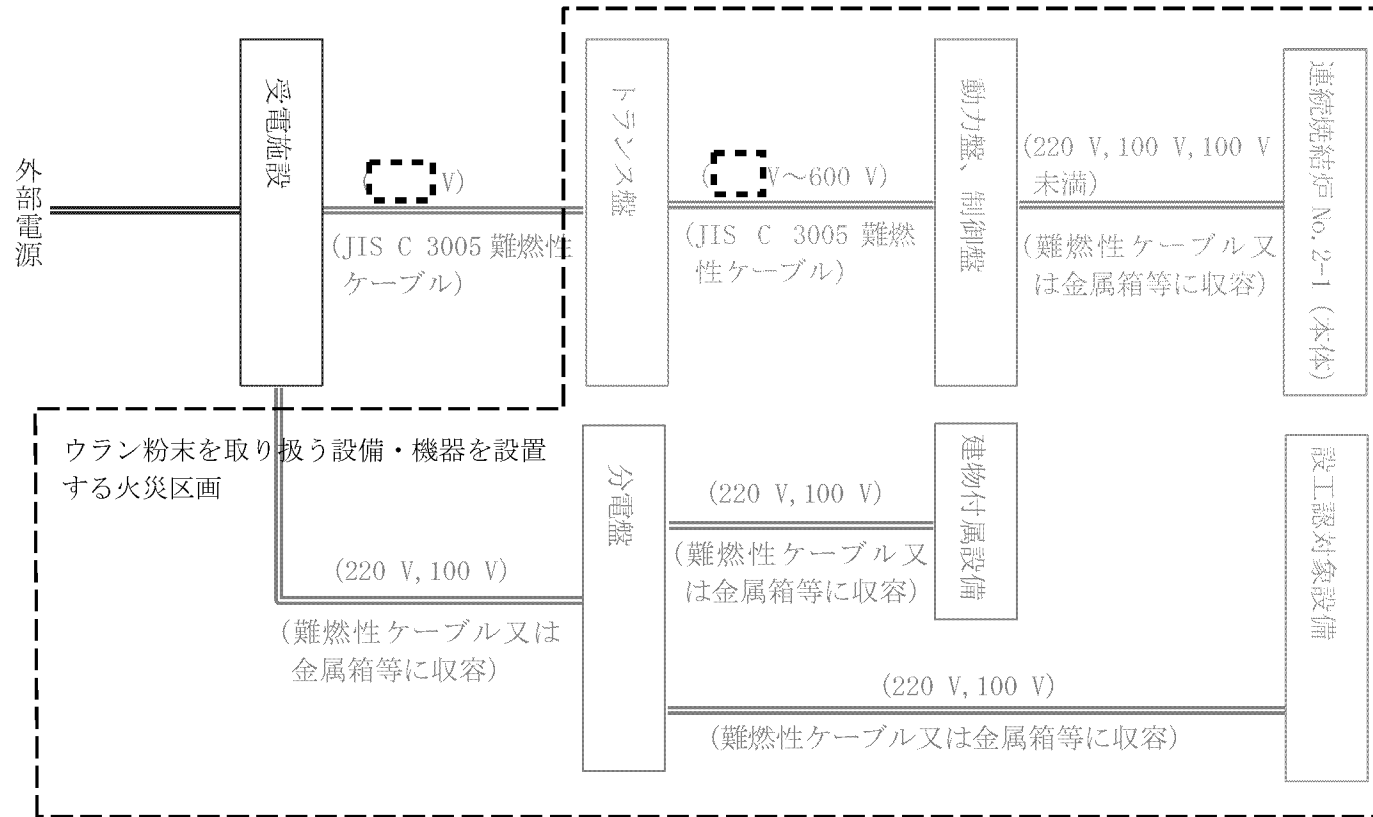 外部電源
受電施設
( V)
(JIS C 3005 難燃性
ケーブル)
トランス盤
( V～600 V)
(JIS C 3005 難燃
性ケーブル)
動力盤、制御盤
(220 V, 100 V, 100 V
未満)
(難燃性ケーブル又
は金属箱等に収容)
連続焼結炉 No. 2-1 (本体)
ウラン粉末を取り扱う設備・機器を設置
する火災区画
(220 V, 100 V)
(難燃性ケーブル又は
金属箱等に収容)
分電盤
(220 V, 100 V)
(難燃性ケーブル又
は金属箱等に収容)
建物付属設備
(220 V, 100 V)
(難燃性ケーブル又は金属箱等に収容)
設工認対象設備